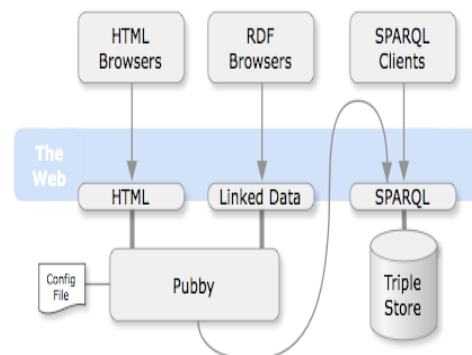 HTML
Browsers
RDF
Browsers
SPARQL
Clients
The
Web
HTML
Linked Data
SPARQL
Config
File
Pubby
Triple
Store